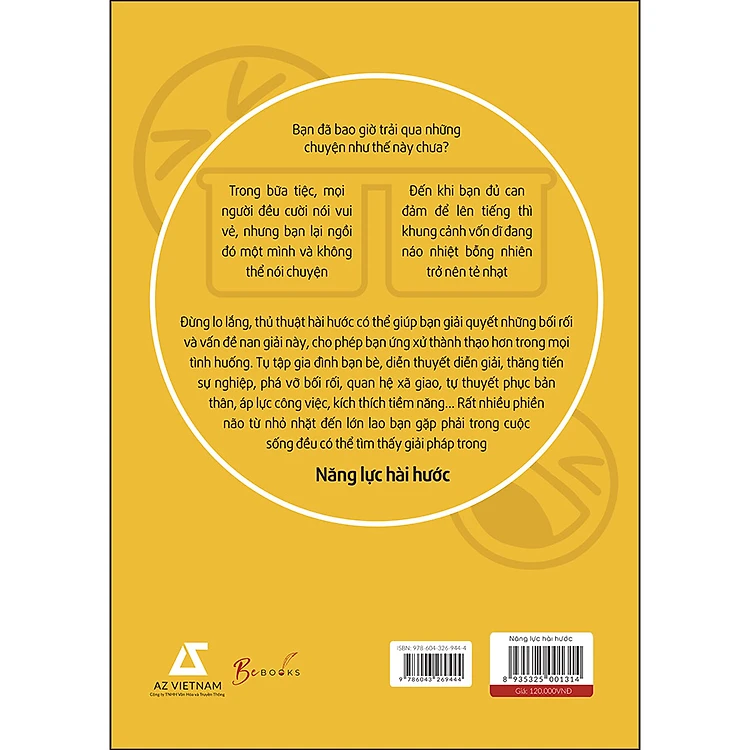 Bạn đã bao giờ trải qua những
chuyện như thế này chưa?
Trong bữa tiệc, mọi
người đều cười nói vui
vẻ, nhưng bạn lại ngồi
đó một mình và không
thể nói chuyện
Đến khi bạn đủ can
đảm để lên tiếng thì
khung cảnh vốn dĩ đang
náo nhiệt bỗng nhiên
trở nên tẻ nhạt
Đừng lo lắng, thủ thuật hài hước có thể giúp bạn giải quyết những bối rối
và vấn đề nan giải này, cho phép bạn ứng xử thành thạo hơn trong mọi
tình huống. Tụ tập gia đình bạn bè, diễn thuyết diễn giải, thăng tiến
sự nghiệp, phá vỡ bối rối, quan hệ xã giao, tự thuyết phục bản
thân, áp lực công việc, kích thích tiềm năng... Rất nhiều phiền
não từ nhỏ nhặt đến lớn lao bạn gặp phải trong cuộc
sống đều có thể tìm thấy giải pháp trong
Năng lực hài hước
AZ VIETNAM
Công ty TNHH Văn Hóa và Truyền Thông
BeBOOKS
ISBN: 978-604-326-944-4
9 786043 269444
Năng lực hài hước
8 935325 001314
Giá: 120.000VNĐ